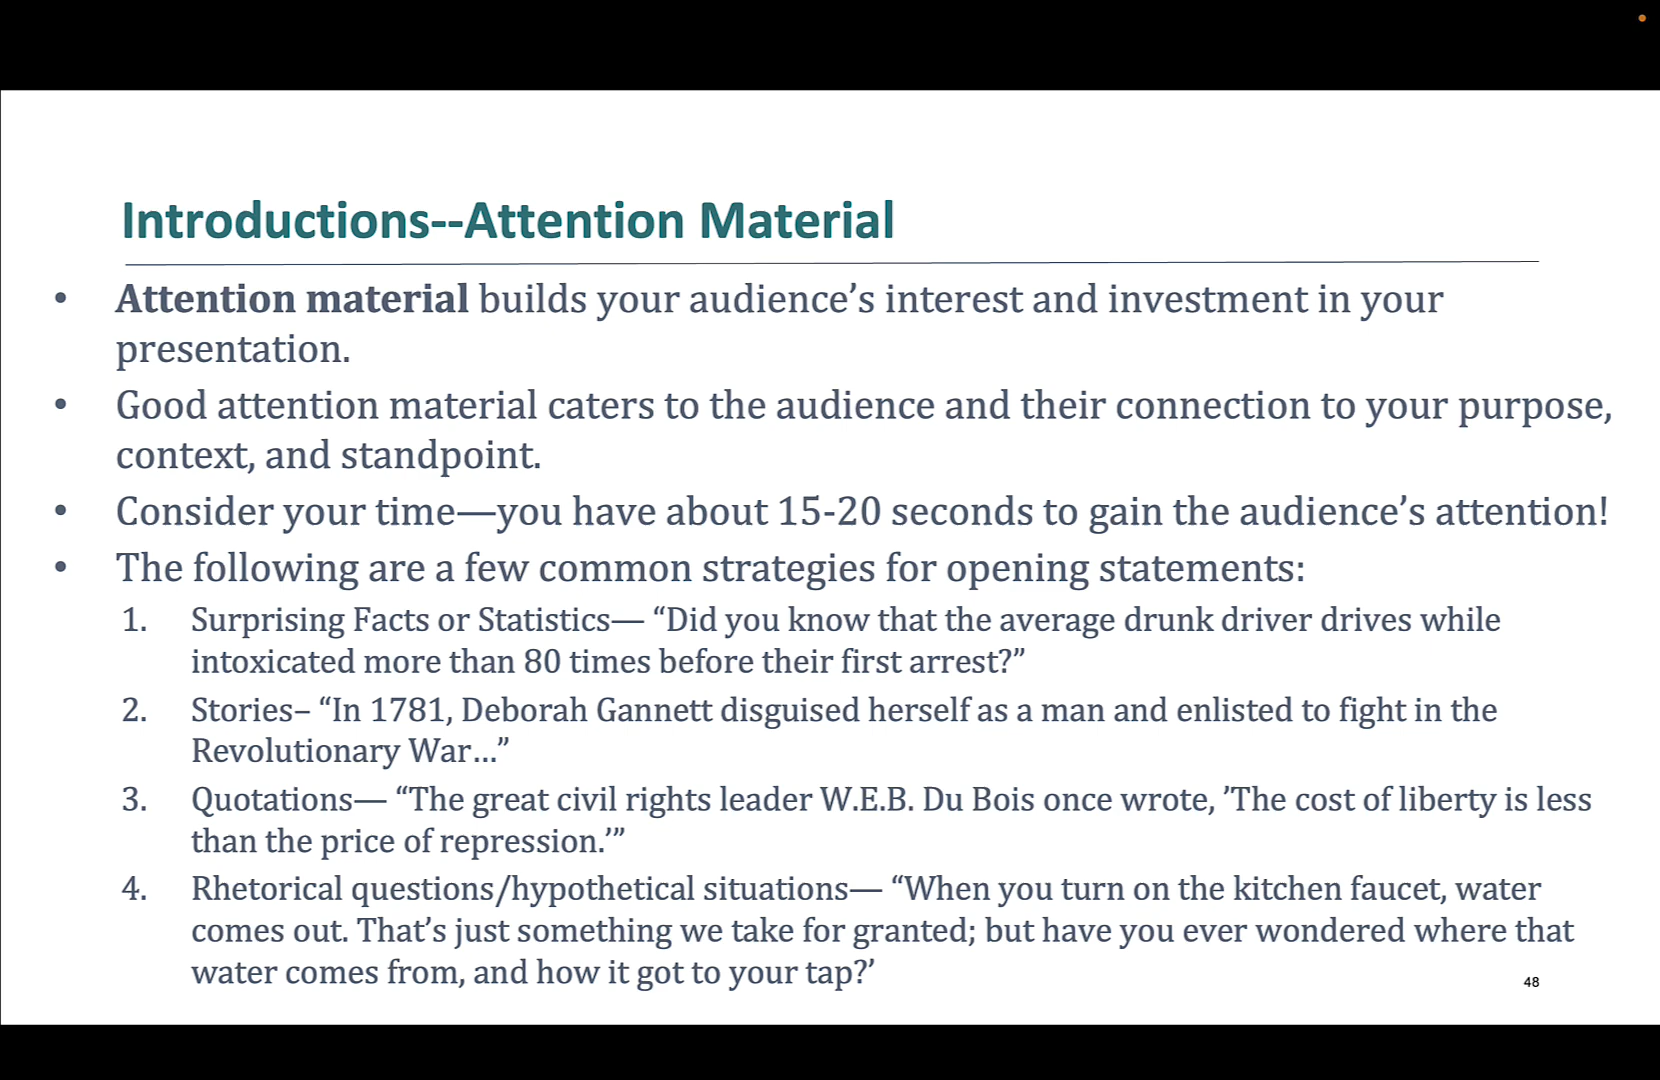 Introductions--Attention Material
• Attention material builds your audience’s interest and investment in your
presentation.
• Good attention material caters to the audience and their connection to your purpose,
context, and standpoint.
• Consider your time—you have about 15-20 seconds to gain the audience’s attention!
• The following are a few common strategies for opening statements:
1. Surprising Facts or Statistics— “Did you know that the average drunk driver drives while
intoxicated more than 80 times before their first arrest?”
2. Stories– “In 1781, Deborah Gannett disguised herself as a man and enlisted to fight in the
Revolutionary War…”
3. Quotations— “The great civil rights leader W.E.B. Du Bois once wrote, ’The cost of liberty is less
than the price of repression.’”
4. Rhetorical questions/hypothetical situations— “When you turn on the kitchen faucet, water
comes out. That’s just something we take for granted; but have you ever wondered where that
water comes from, and how it got to your tap?’
48